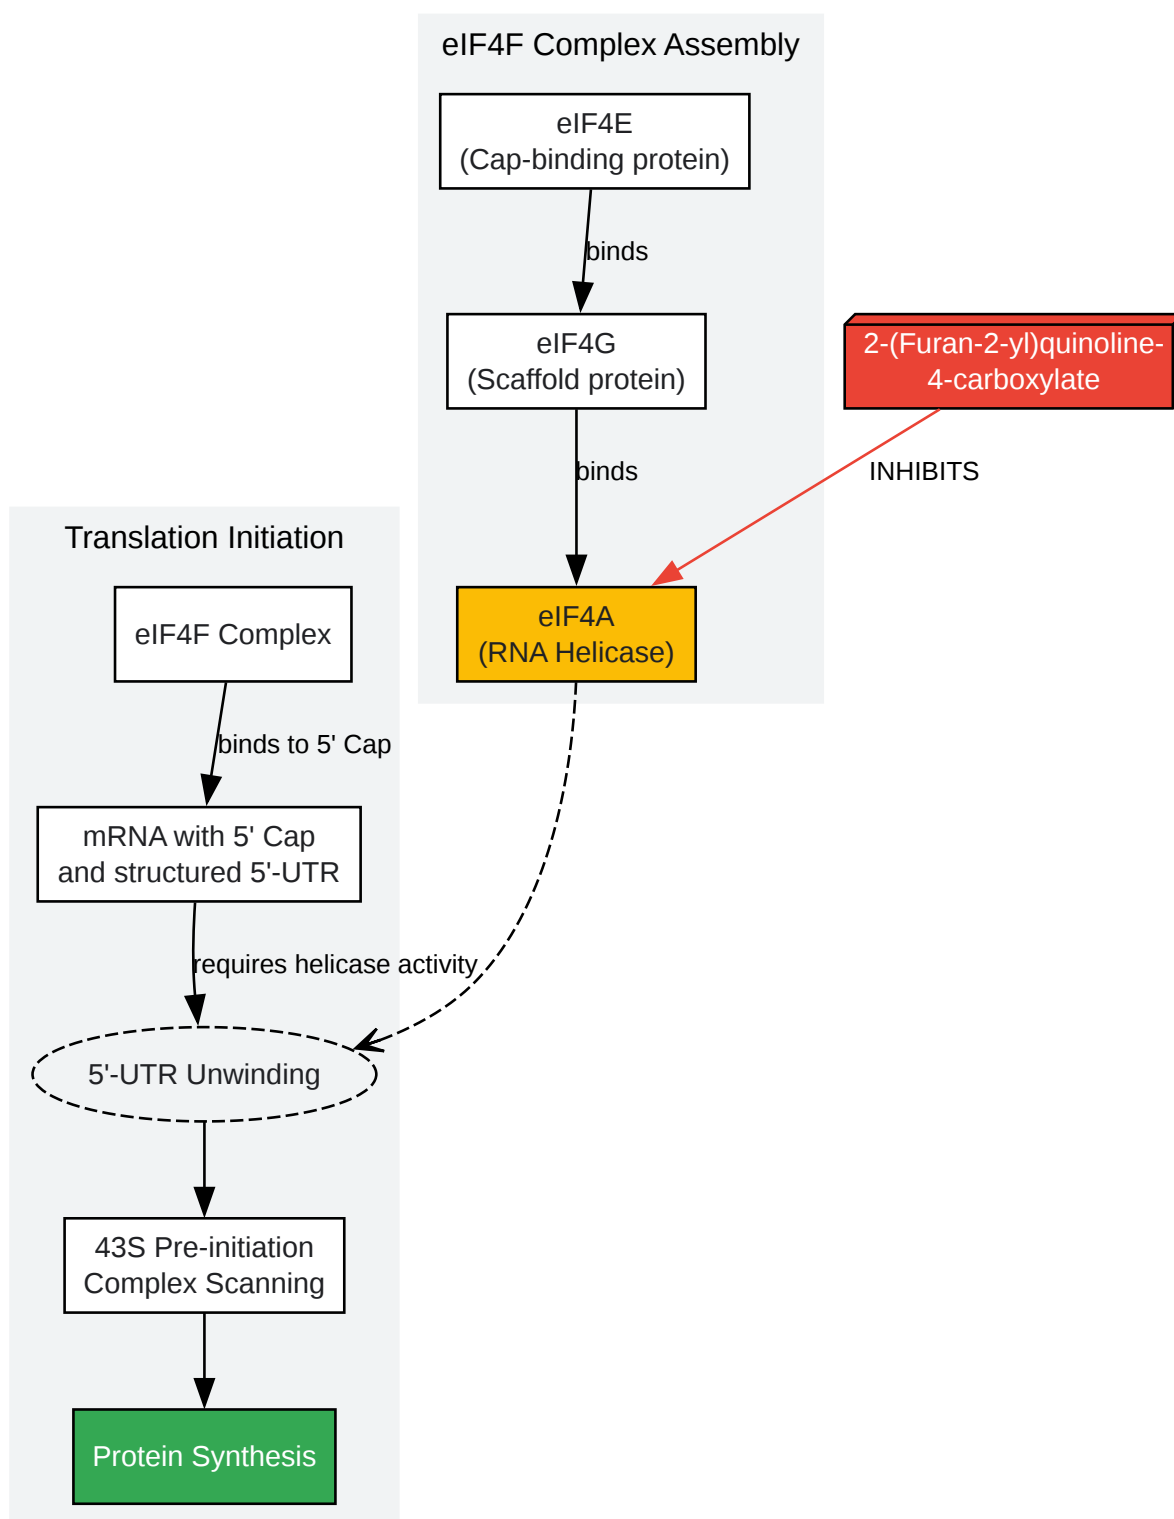 eIF4F Complex Assembly
eIF4E
(Cap-binding protein)
binds
eIF4G
(Scaffold protein)
2-(Furan-2-yl)quinoline-
4-carboxylate
binds
INHIBITS
eIF4A
(RNA Helicase)
Translation Initiation
eIF4F Complex
binds to 5' Cap
mRNA with 5' Cap
and structured 5'-UTR
requires helicase activity
5'-UTR Unwinding
43S Pre-initiation
Complex Scanning
Protein Synthesis